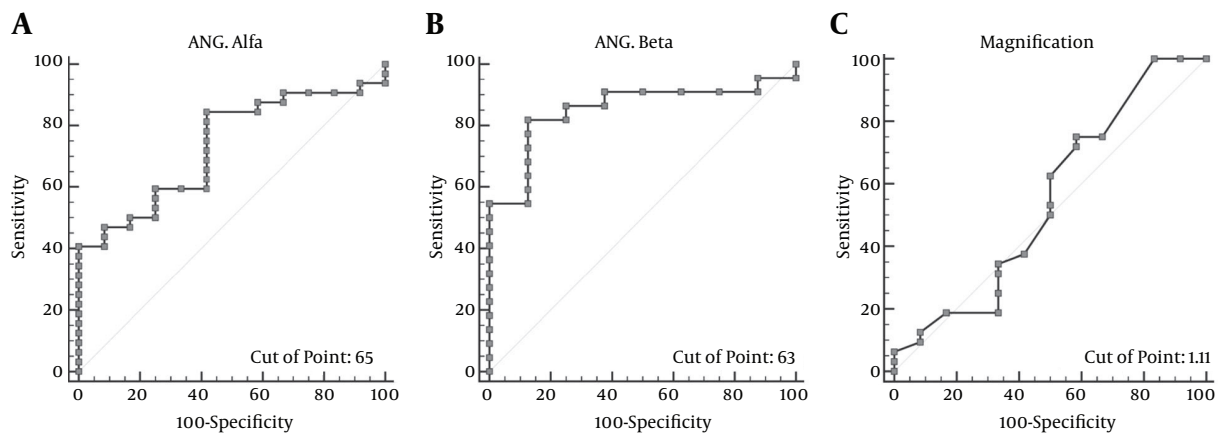 A
ANG. Alfa
100
80
60
40
20
0
Sensitivity
0 20 40 60 80 100
100-Specificity
Cut of Point: 65
B
ANG. Beta
100
80
60
40
20
0
Sensitivity
0 20 40 60 80 100
100-Specificity
Cut of Point: 63
C
Magnification
100
80
60
40
20
0
Sensitivity
0 20 40 60 80 100
100-Specificity
Cut of Point: 1.11